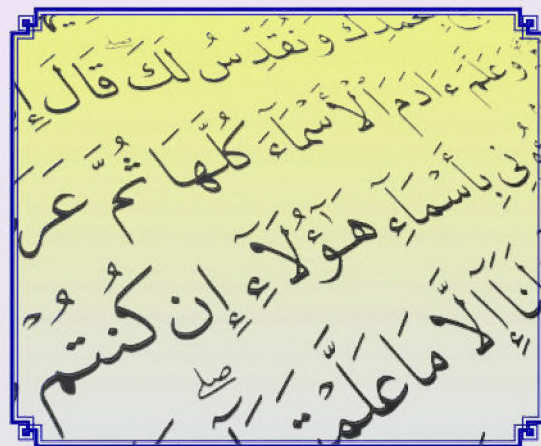 بِحَمْدِكَ وَنُقَدِّسُ لَكَ ۖ قَالَ
وَعَلَّمَ ءَادَمَ ٱلْأَسْمَآءَ كُلَّهَا ثُمَّ
بِأَسْمَآءِ هَٰٓؤُلَآءِ إِن كُنتُمْ
إِلَّا مَا عَلَّمْتَنَآ ۖ